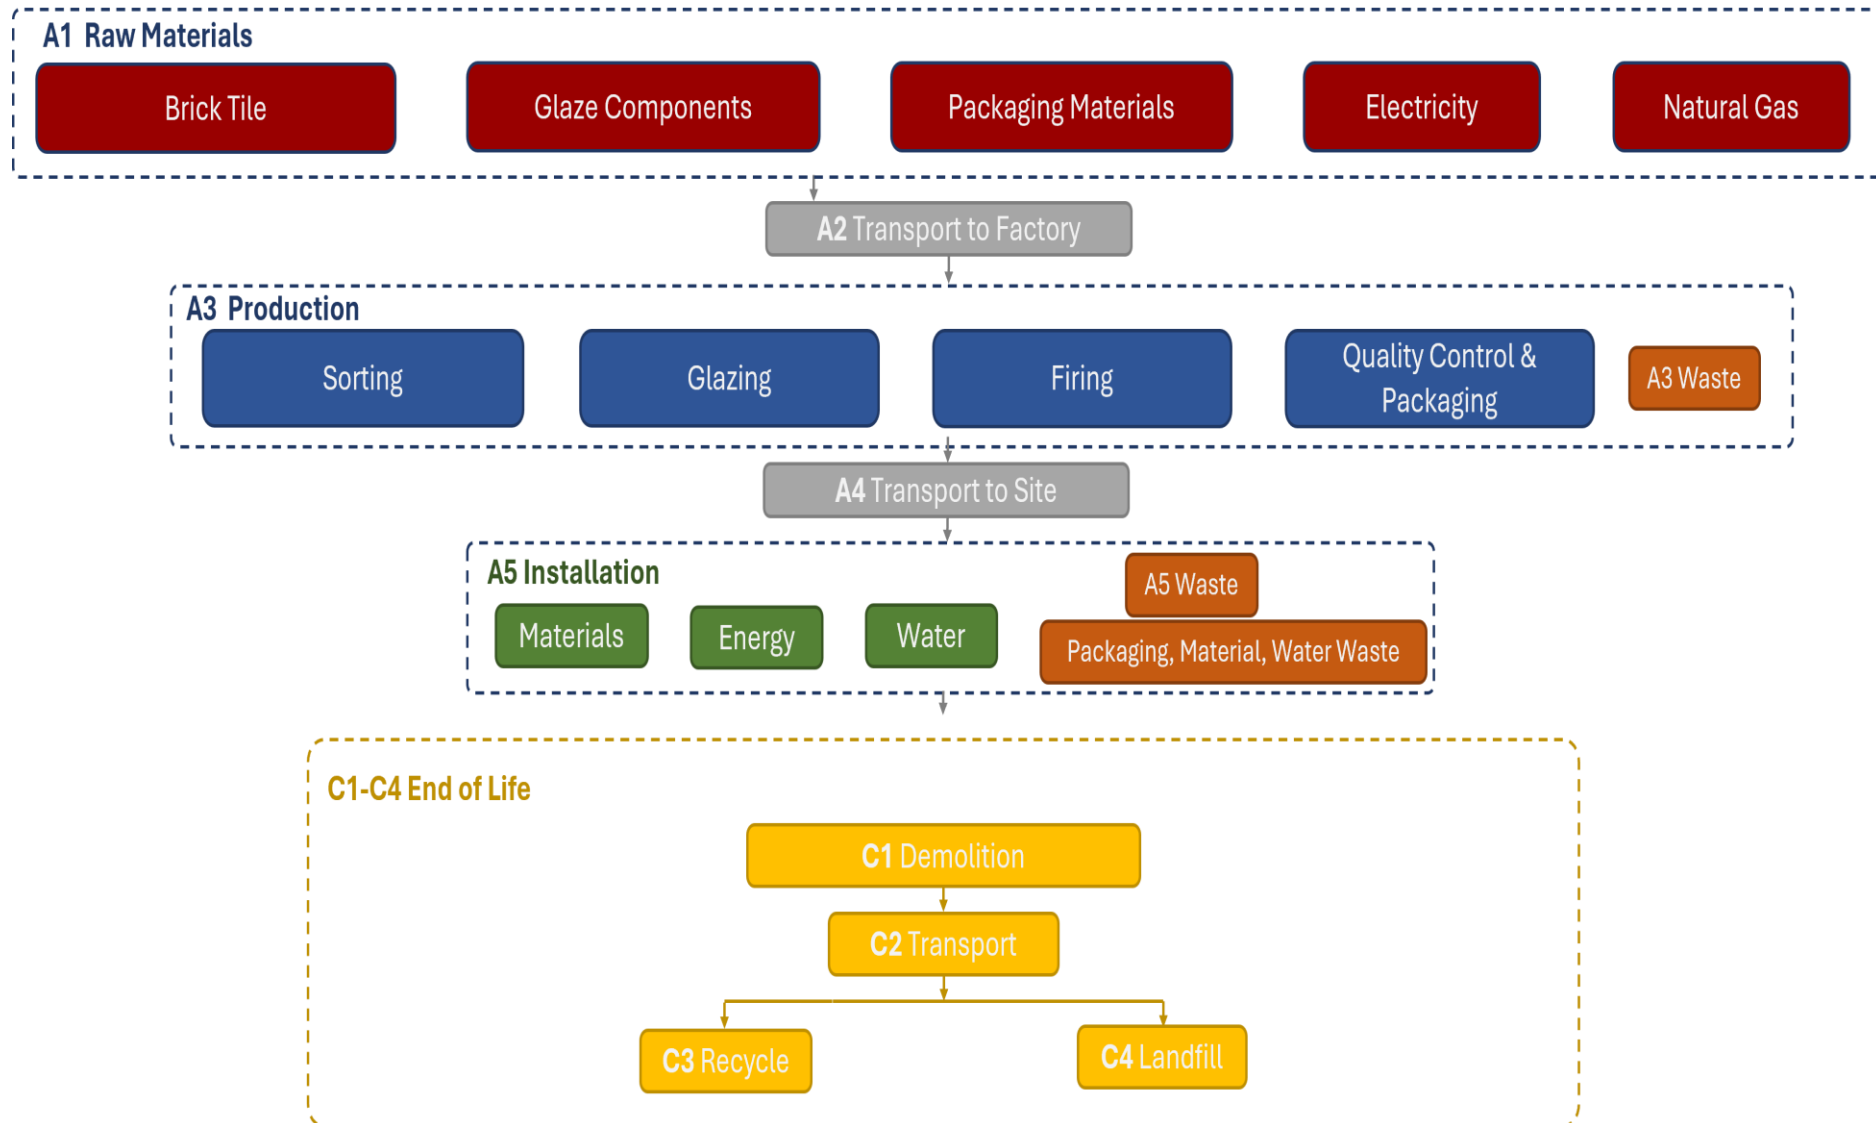 A1 Raw Materials
Brick Tile
Glaze Components
Packaging Materials
Electricity
Natural Gas
A2 Transport to Factory
A3 Production
Sorting
Glazing
Firing
Quality Control &
Packaging
A3 Waste
A4 Transport to Site
A5 Installation
Materials
Energy
Water
A5 Waste
Packaging, Material, Water Waste
C1-C4 End of Life
C1 Demolition
C2 Transport
C3 Recycle
C4 Landfill